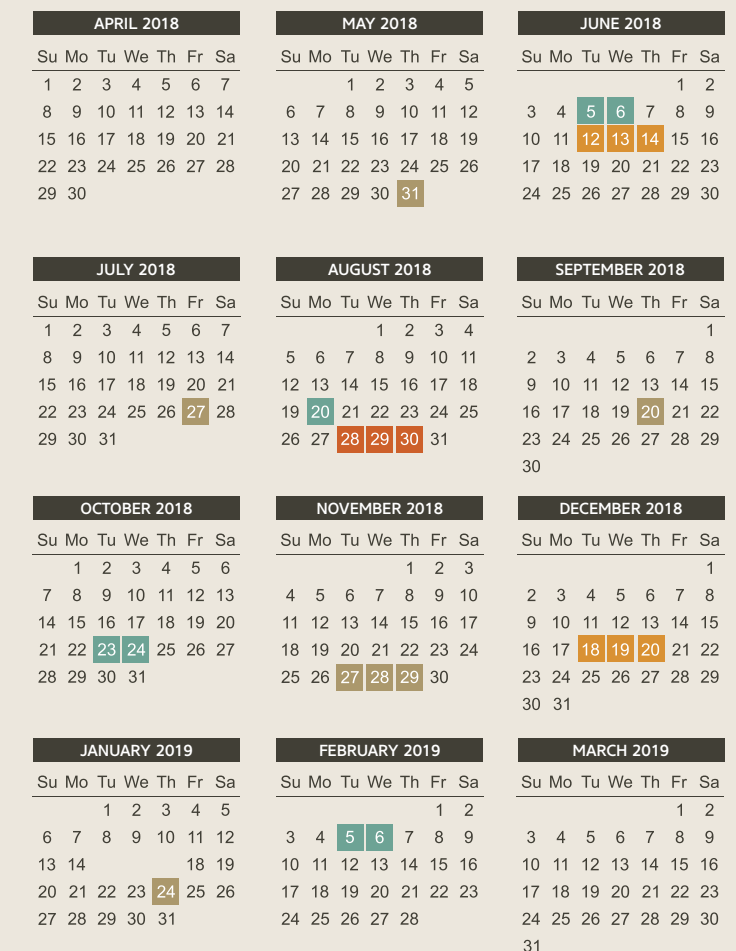 APRIL 2018
Su Mo Tu We Th Fr Sa
1 2 3 4 5 6 7
8 9 10 11 12 13 14
15 16 17 18 19 20 21
22 23 24 25 26 27 28
29 30
MAY 2018
Su Mo Tu We Th Fr Sa
1 2 3 4 5
6 7 8 9 10 11 12
13 14 15 16 17 18 19
20 21 22 23 24 25 26
27 28 29 30 31
JUNE 2018
Su Mo Tu We Th Fr Sa
1 2
3 4 5 6 7 8 9
10 11 12 13 14 15 16
17 18 19 20 21 22 23
24 25 26 27 28 29 30
JULY 2018
Su Mo Tu We Th Fr Sa
1 2 3 4 5 6 7
8 9 10 11 12 13 14
15 16 17 18 19 20 21
22 23 24 25 26 27 28
29 30 31
AUGUST 2018
Su Mo Tu We Th Fr Sa
1 2 3 4
5 6 7 8 9 10 11
12 13 14 15 16 17 18
19 20 21 22 23 24 25
26 27 28 29 30 31
SEPTEMBER 2018
Su Mo Tu We Th Fr Sa
1
2 3 4 5 6 7 8
9 10 11 12 13 14 15
16 17 18 19 20 21 22
23 24 25 26 27 28 29
30
OCTOBER 2018
Su Mo Tu We Th Fr Sa
1 2 3 4 5 6
7 8 9 10 11 12 13
14 15 16 17 18 19 20
21 22 23 24 25 26 27
28 29 30 31
NOVEMBER 2018
Su Mo Tu We Th Fr Sa
1 2 3
4 5 6 7 8 9 10
11 12 13 14 15 16 17
18 19 20 21 22 23 24
25 26 27 28 29 30
DECEMBER 2018
Su Mo Tu We Th Fr Sa
1
2 3 4 5 6 7 8
9 10 11 12 13 14 15
16 17 18 19 20 21 22
23 24 25 26 27 28 29
30 31
JANUARY 2019
Su Mo Tu We Th Fr Sa
1 2 3 4 5
6 7 8 9 10 11 12
13 14 18 19
20 21 22 23 24 25 26
27 28 29 30 31
FEBRUARY 2019
Su Mo Tu We Th Fr Sa
1 2
3 4 5 6 7 8 9
10 11 12 13 14 15 16
17 18 19 20 21 22 23
24 25 26 27 28
MARCH 2019
Su Mo Tu We Th Fr Sa
1 2
3 4 5 6 7 8 9
10 11 12 13 14 15 16
17 18 19 20 21 22 23
24 25 26 27 28 29 30
31